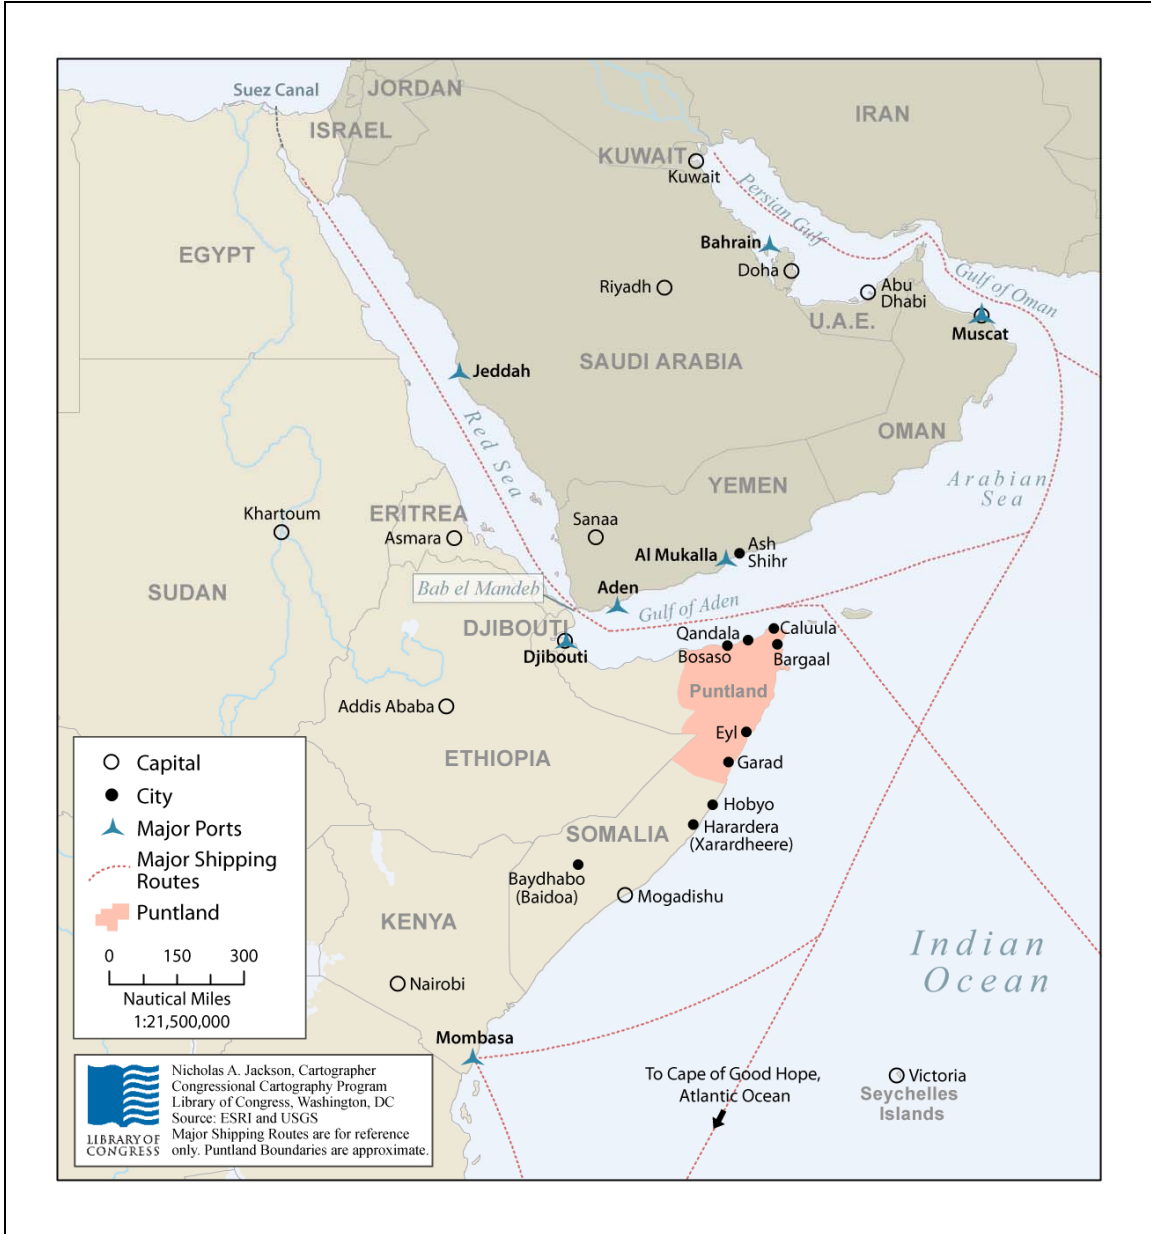 Suez Canal
JORDAN
ISRAEL
IRAN
KUWAIT
Kuwait
Persian Gulf
EGYPT
Bahrain
Doha
Riyadh
Abu
Dhabi
Gulf of Oman
U.A.E.
Muscat
SAUDI ARABIA
Jeddah
Red Sea
OMAN
Arabian
Sea
YEMEN
Khartoum
ERITREA
Asmara
Sanaa
Al Mukalla
Ash
Shihr
SUDAN
Bab el Mandeb
Aden
Gulf of Aden
DJIBOUTI
Djibouti
Qandala
Caluula
Bosaso
Bargaal
Puntland
Addis Ababa
Eyl
ETHIOPIA
Garad
Hobyo
SOMALIA
Harardera
(Xarardheere)
Baydhabo
(Baidoa)
Mogadishu
KENYA
Indian
Ocean
Nairobi
Mombasa
To Cape of Good Hope,
Atlantic Ocean
Victoria
Seychelles
Islands
Capital
City
Major Ports
Major Shipping
Routes
Puntland
0 150 300
Nautical Miles
1:21,500,000
LIBRARY OF
CONGRESS
Nicholas A. Jackson, Cartographer
Congressional Cartography Program
Library of Congress, Washington, DC
Source: ESRI and USGS
Major Shipping Routes are for reference
only. Puntland Boundaries are approximate.